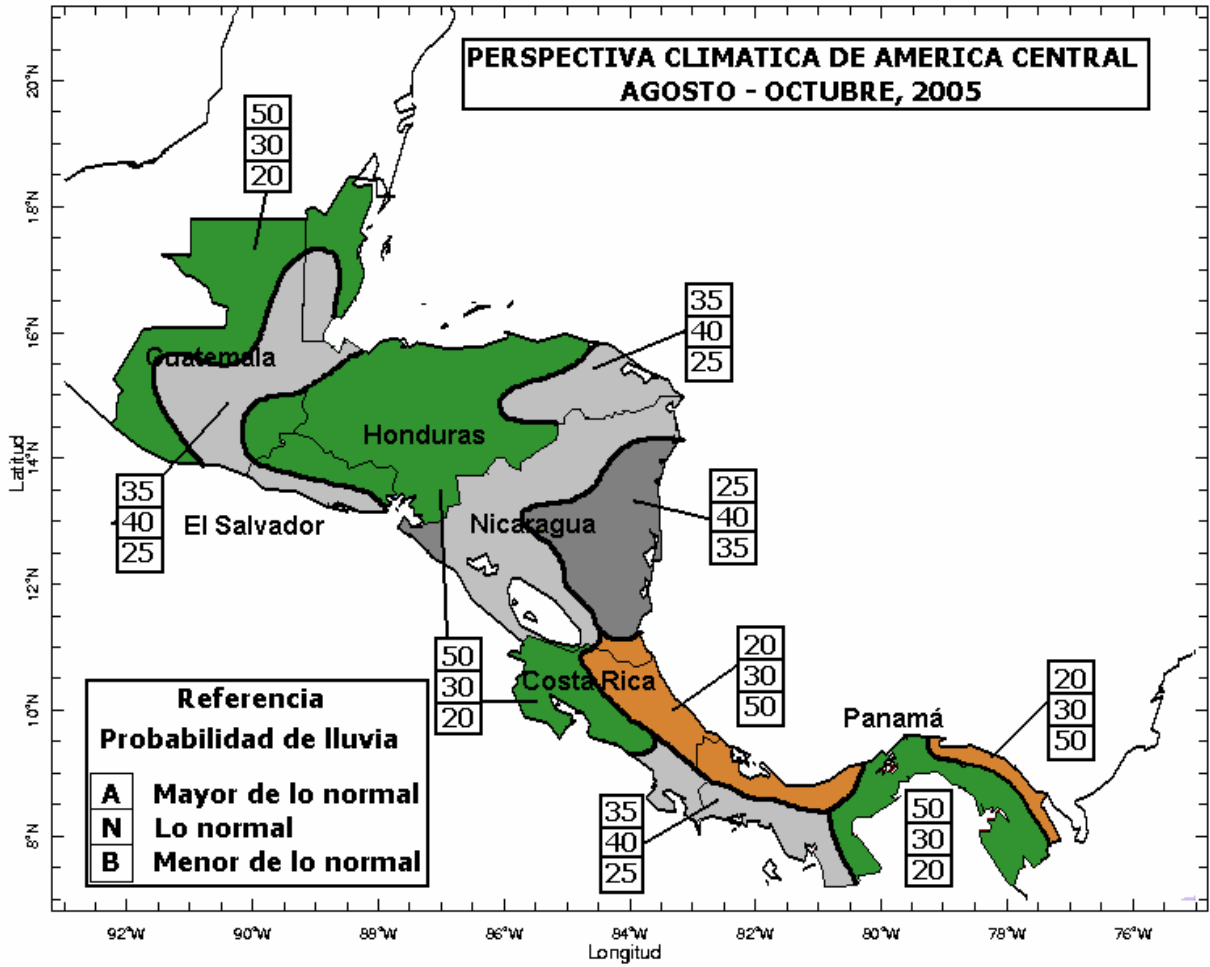 PERSPECTIVA CLIMATICA DE AMERICA CENTRAL
AGOSTO - OCTUBRE, 2005
50
30
20
35
40
25
Guatemala
Honduras
35
40
25
El Salvador
Nicaragua
25
40
35
50
30
20
Costa Rica
20
30
50
Panamá
20
30
50
35
40
25
50
30
20
Referencia
Probabilidad de lluvia
A Mayor de lo normal
N Lo normal
B Menor de lo normal
20°N
18°N
16°N
14°N
12°N
10°N
8°N
Latitud
92°W 90°W 88°W 86°W 84°W 82°W 80°W 78°W 76°W
Longitud